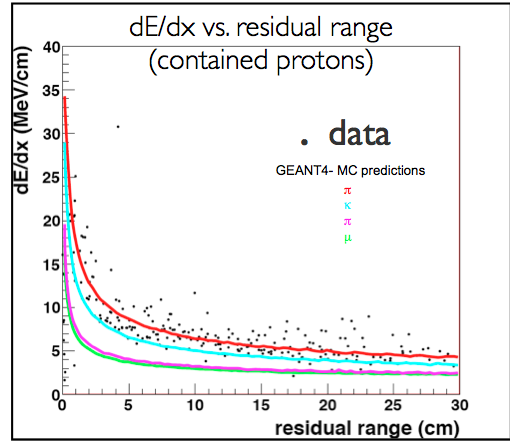 dE/dx vs. residual range
(contained protons)
dE/dx (MeV/cm)
40
35
30
25
20
15
10
5
0
. data
GEANT4- MC predictions
π
κ
π
μ
0 5 10 15 20 25 30
residual range (cm)